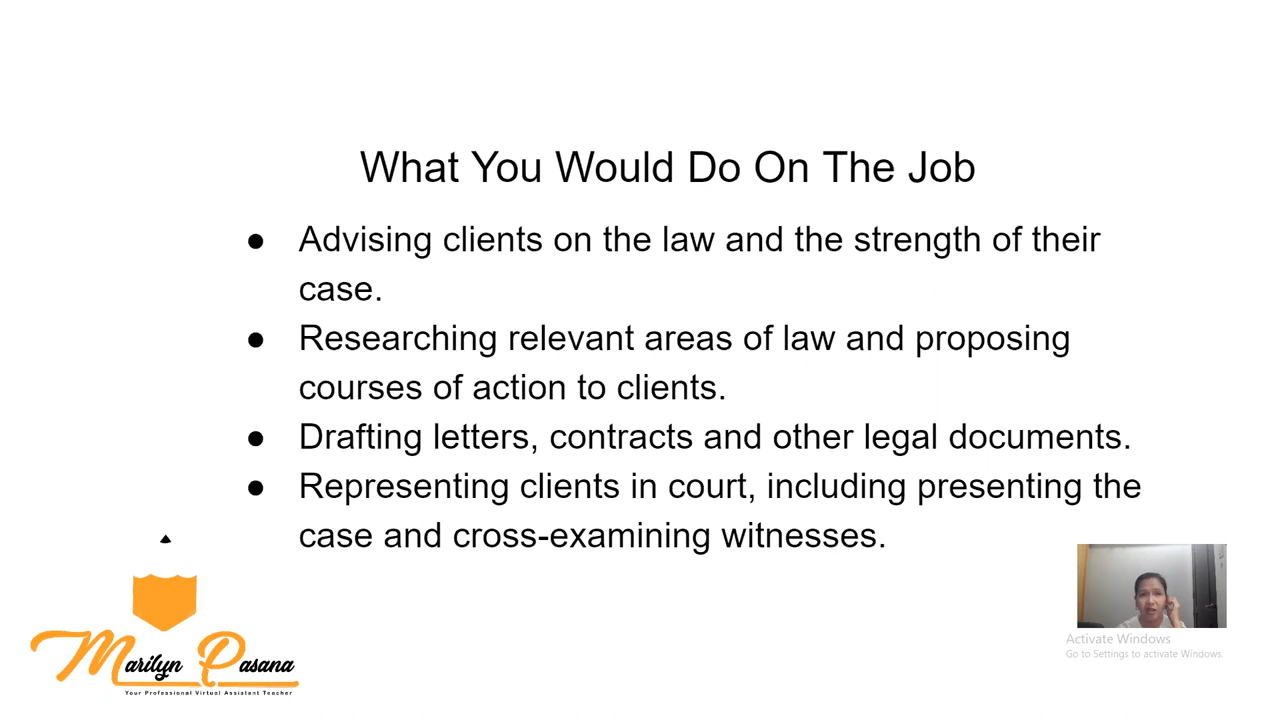 What You Would Do On The Job
● Advising clients on the law and the strength of their
case.
● Researching relevant areas of law and proposing
courses of action to clients.
● Drafting letters, contracts and other legal documents.
● Representing clients in court, including presenting the
case and cross-examining witnesses.
Marilyn Pasana
Your Professional Virtual Assistant Teacher
Activate Windows
Go to Settings to activate Windows.